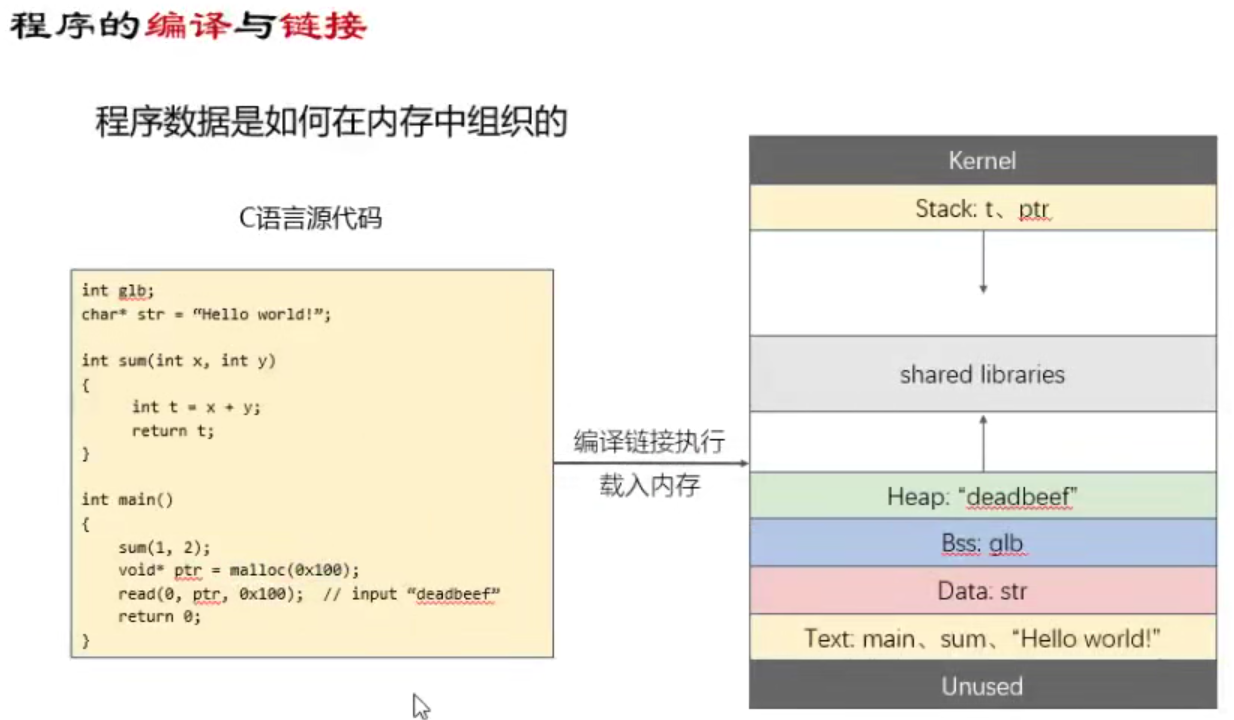 程序的编译与链接
程序数据是如何在内存中组织的
C语言源代码
int glb;
char* str = “Hello world!”;
int sum(int x, int y)
{
int t = x + y;
return t;
}
int main()
{
sum(1, 2);
void* ptr = malloc(0x100);
read(0, ptr, 0x100);  // input “deadbeef”
return 0;
}
编译链接执行
载入内存
Kernel
Stack: t、ptr
shared libraries
Heap: “deadbeef”
Bss: glb
Data: str
Text: main、sum、“Hello world!”
Unused